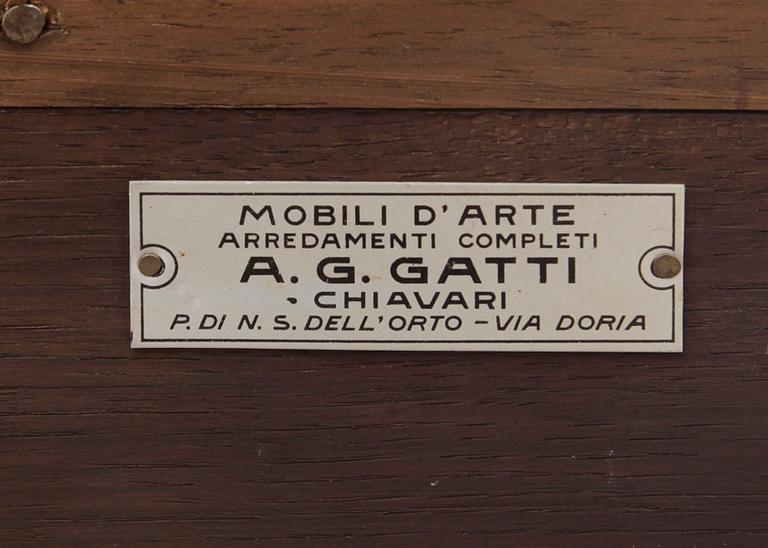 MOBILI D'ARTE
ARREDAMENTI COMPLETI
A. G. GATTI
CHIAVARI
P. DI N. S. DELL'ORTO – VIA DORIA